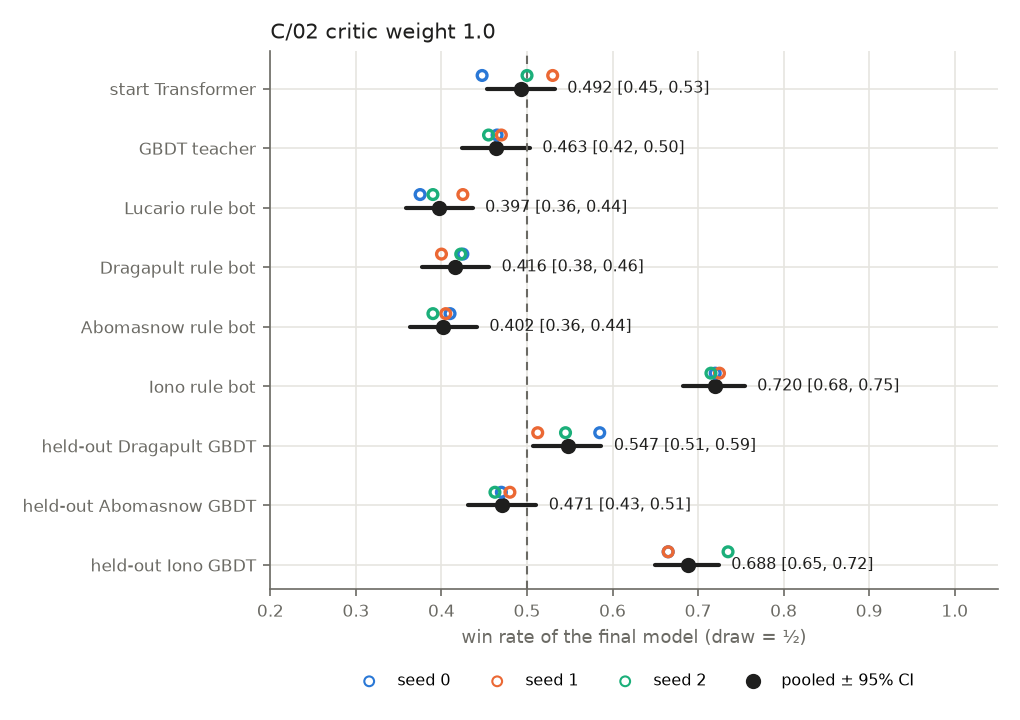 C/02 critic weight 1.0
start Transformer
0.492 [0.45, 0.53]
GBDT teacher
0.463 [0.42, 0.50]
Lucario rule bot
0.397 [0.36, 0.44]
Dragapult rule bot
0.416 [0.38, 0.46]
Abomasnow rule bot
0.402 [0.36, 0.44]
Iono rule bot
0.720 [0.68, 0.75]
held-out Dragapult GBDT
0.547 [0.51, 0.59]
held-out Abomasnow GBDT
0.471 [0.43, 0.51]
held-out Iono GBDT
0.688 [0.65, 0.72]
0.2 0.3 0.4 0.5 0.6 0.7 0.8 0.9 1.0
win rate of the final model (draw = ½)
seed 0 seed 1 seed 2 pooled ± 95% CI